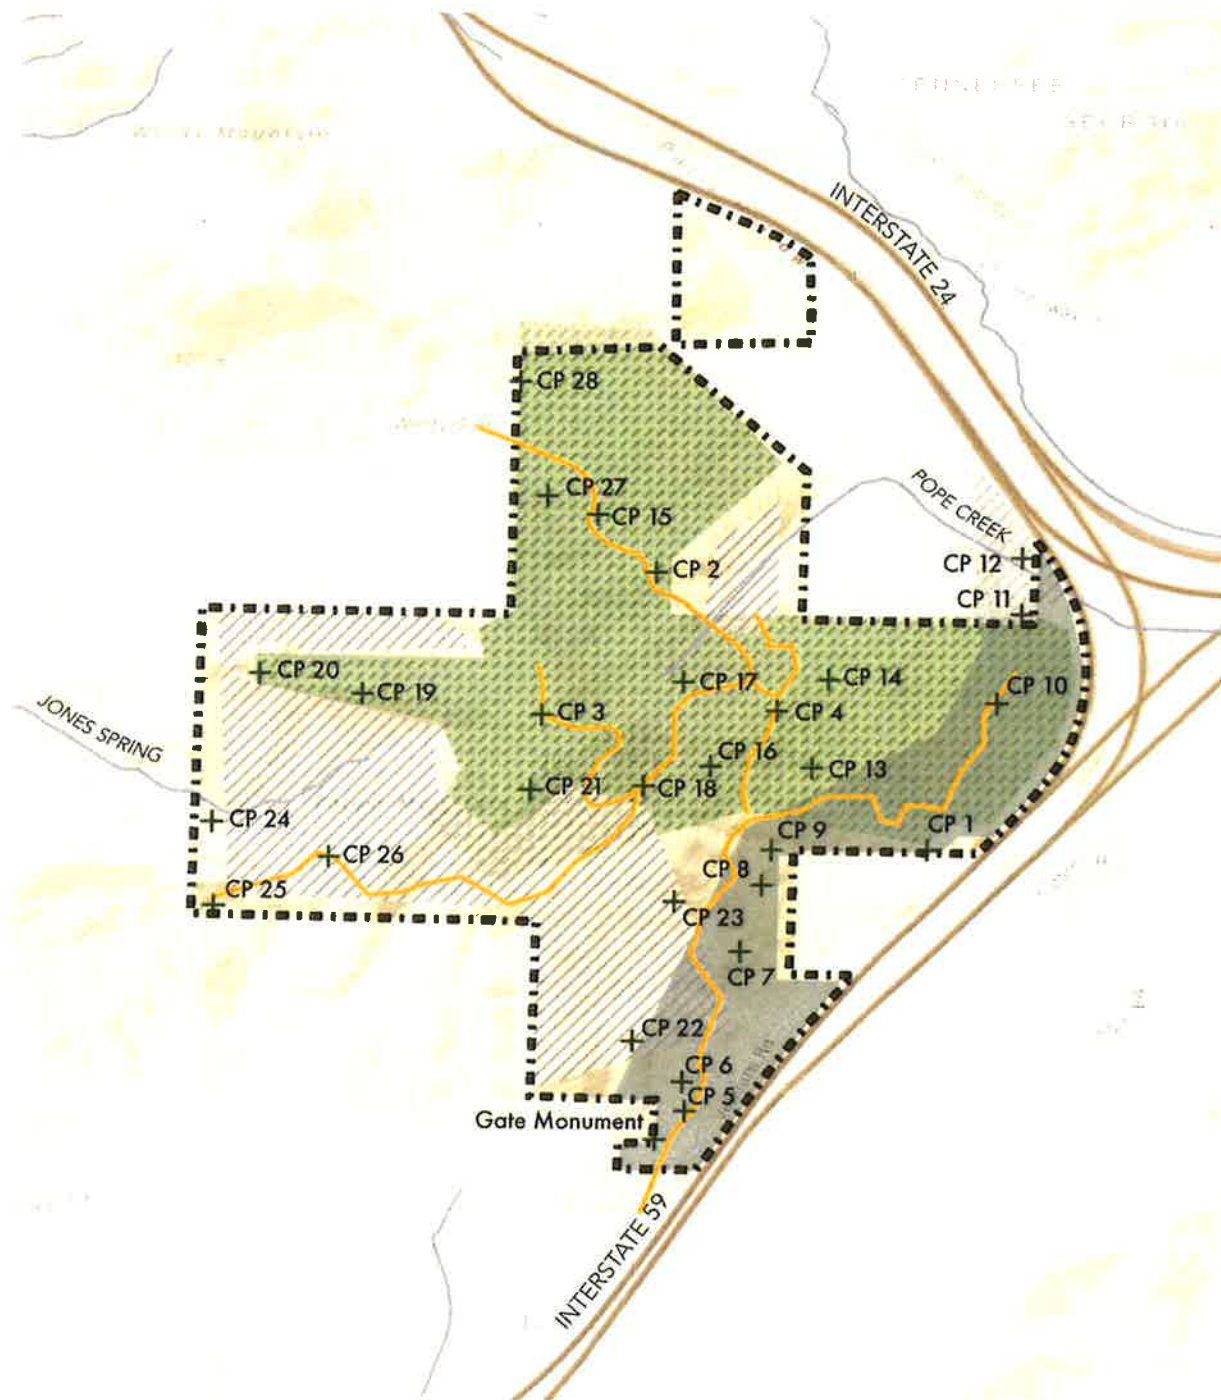 INTERSTATE 24
CP 28
CP 27
CP 15
POPE CREEK
CP 12
CP 2
CP 11
CP 20
CP 19
CP 17
CP 14
CP 10
JONES SPRING
CP 3
CP 4
CP 16
CP 13
CP 21
CP 18
CP 24
CP 9
CP 1
CP 26
CP 8
CP 25
CP 23
CP 7
CP 22
CP 6
CP 5
Gate Monument
INTERSTATE 59